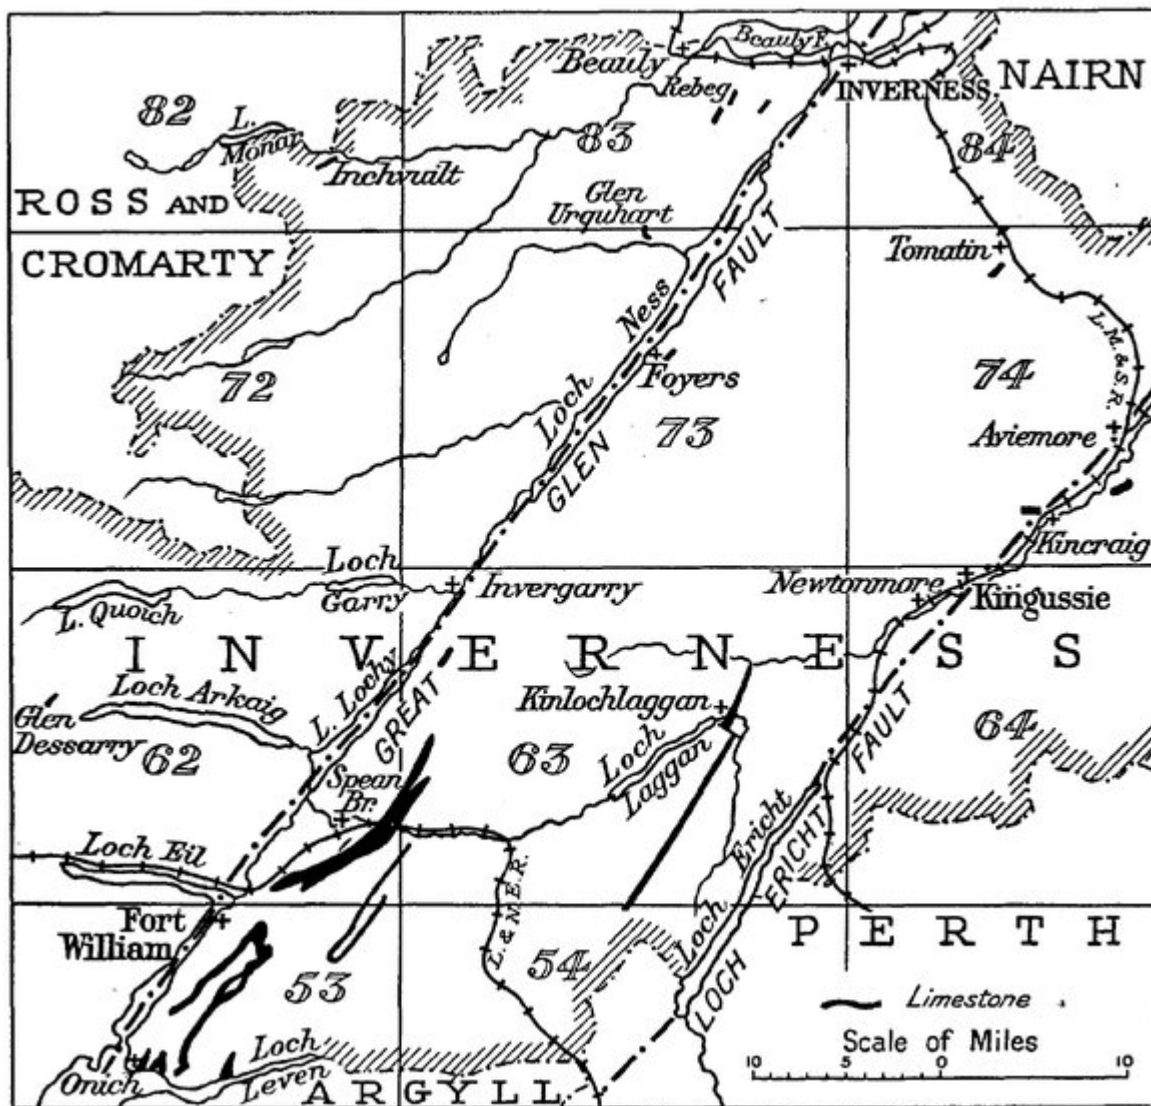 Beauly F.
Beauly
Rebeg
INVERNESS
NAIRN
82
L.
Monar
83
84
Inchvuilt
ROSS AND
CROMARTY
Glen
Urquhart
Tomatin
FAULT
Ness
L.M.&S.R.
72
Foyers
74
Loch
73
Aviemore
GLEN
Kincraig
Loch
Garry
Invergarry
Newtonmore
Kingussie
L. Quoich
INVERNESS
Loch Arkaig
L. Lochy
GREAT
Kinlochlaggan
Glen
Dessarry
62
63
Loch
Laggan
64
FAULT
Spean
Br.
Loch Ericht
ERICHT
Loch Eil
L.&N.E.R.
Fort
William
PERTH
53
54
LOCH
Limestone
Scale of Miles
10 5 0 10
Onich
Loch
Leven
ARGYLL